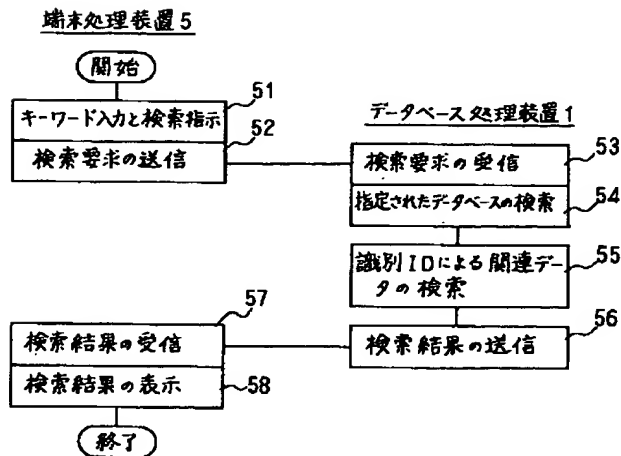 端末処理装置5
開始
51
キーワード入力と検索指示
52
検索要求の送信
データベース処理装置1
53
検索要求の受信
54
指定されたデータベースの検索
55
識別IDによる関連デー
タの検索
56
検索結果の送信
57
検索結果の受信
検索結果の表示
58
終了